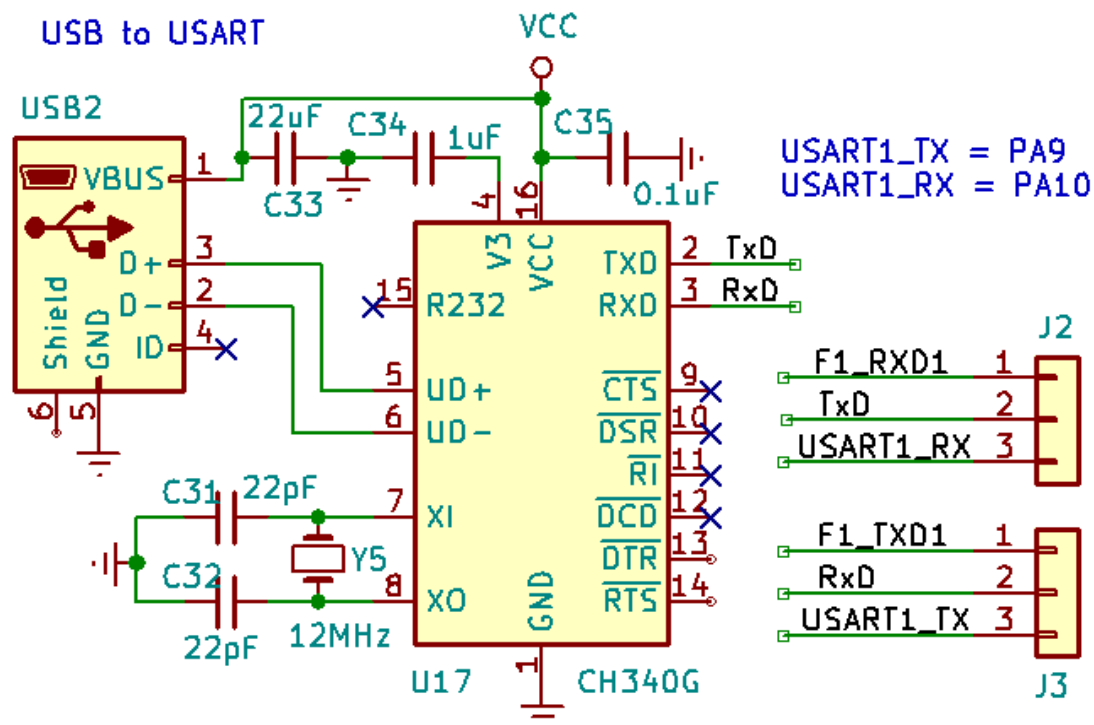 USB to USART
VCC
USB2
22uF
C34
1uF
C35
1
VBUS
C33
4
16
0.1uF
USART1_TX = PA9
USART1_RX = PA10
V3
VCC
TXD
2
TxD
RXD
3
RxD
D+
3
D-
2
ID
4
Shield
GND
6
5
15
R232
5
UD+
6
UD-
CTS
9
DSR
10
RI
11
DCD
12
DTR
13
RTS
14
J2
F1_RXD1
1
TxD
2
USART1_RX
3
C31
22pF
7
XI
Y5
C32
8
XO
22pF
12MHz
GND
1
U17
CH340G
F1_TXD1
1
RxD
2
USART1_TX
3
J3